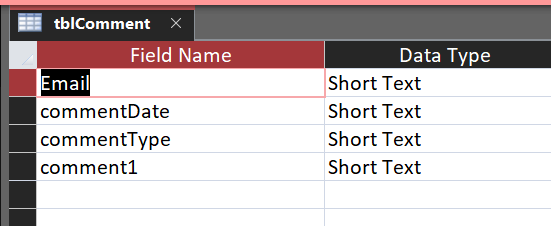 tblComment
Field Name Data Type
Email Short Text
commentDate Short Text
commentType Short Text
comment1 Short Text